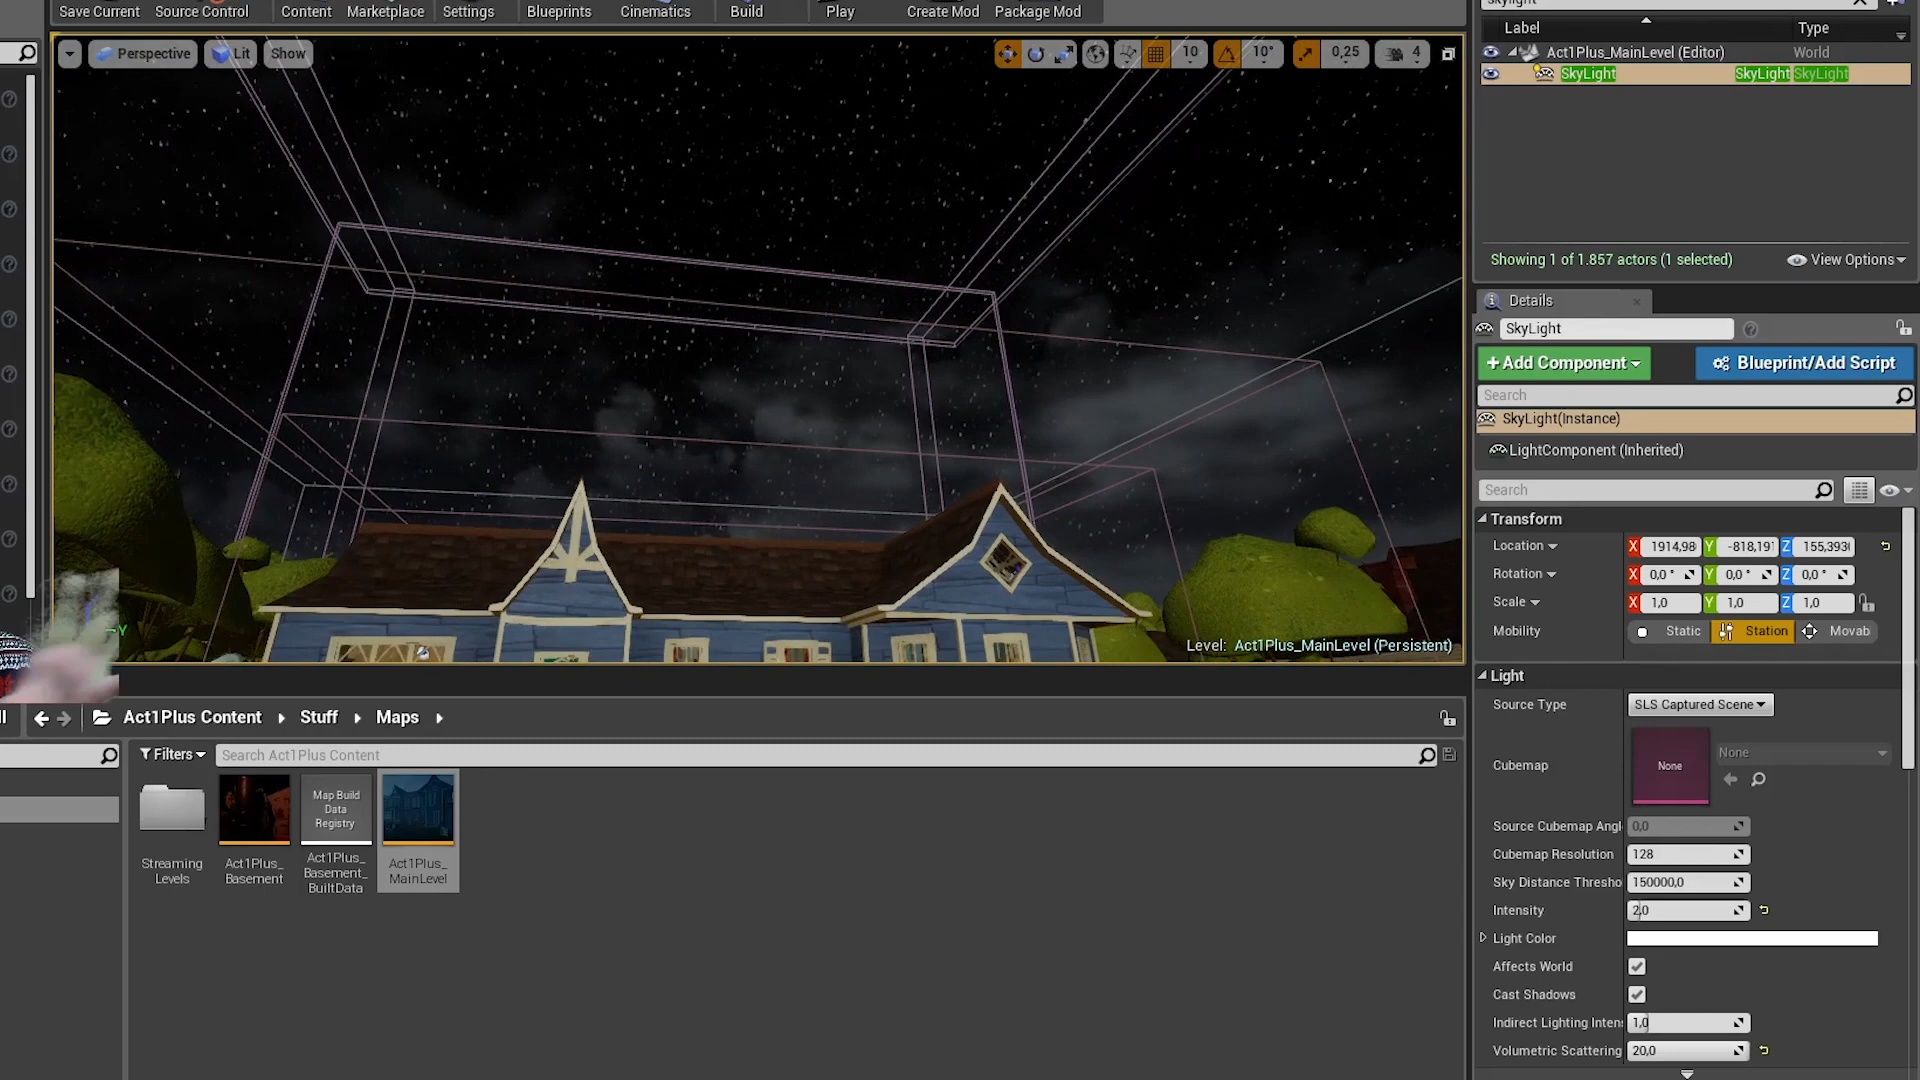 Save Current Source Control Content Marketplace Settings Blueprints Cinematics Build Play Create Mod Package Mod
Perspective Lit Show 10 10° 0,25 4
Level: Act1Plus_MainLevel (Persistent)
skylight
Label Type
Act1Plus_MainLevel (Editor) World
SkyLight SkyLight SkyLight
Showing 1 of 1.857 actors (1 selected) View Options
Details
SkyLight
+Add Component Blueprint/Add Script
Search
SkyLight(Instance)
LightComponent (Inherited)
Search
Transform
Location X 1914,98 Y -818,191 Z 155,393
Rotation X 0,0 ° Y 0,0 ° Z 0,0 °
Scale X 1,0 Y 1,0 Z 1,0
Mobility Static Station Movab
Light
Source Type SLS Captured Scene
Cubemap None None
Source Cubemap Angl 0,0
Cubemap Resolution 128
Sky Distance Thresho 150000,0
Intensity 2,0
Light Color
Affects World
Cast Shadows
Indirect Lighting Inten 1,0
Volumetric Scattering 20,0
Act1Plus Content Stuff Maps
Filters Search Act1Plus Content
Map Build
Data
Registry
Streaming
Levels
Act1Plus_
Basement
Act1Plus_
Basement_
BuiltData
Act1Plus_
MainLevel
Y